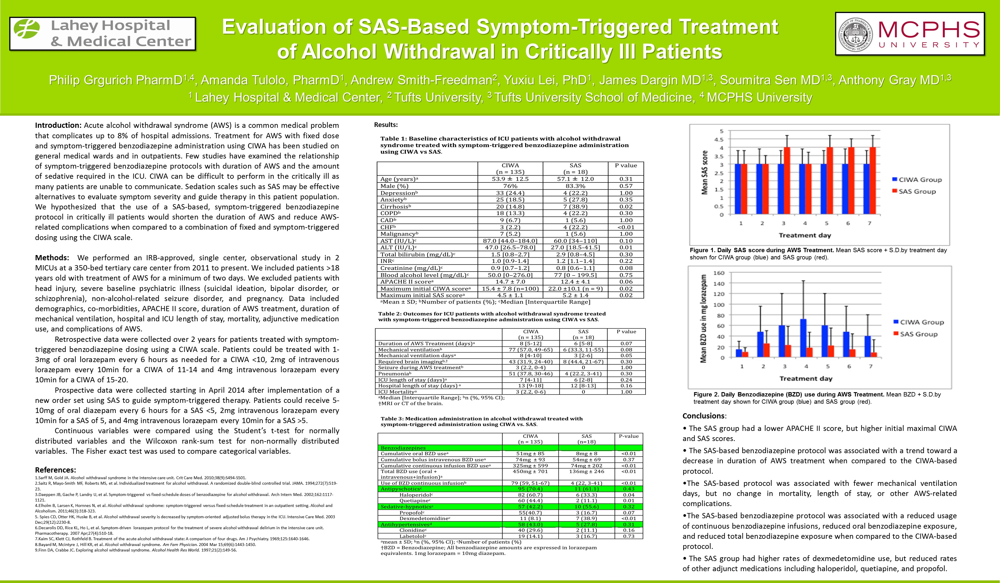 Lahey Hospital
& Medical Center
Evaluation of SAS-Based Symptom-Triggered Treatment
of Alcohol Withdrawal in Critically Ill Patients
MCPHS
UNIVERSITY
Philip Grgurich PharmD1,4, Amanda Tulolo, PharmD1, Andrew Smith-Freedman2, Yuxiu Lei, PhD1, James Dargin MD1,3, Soumitra Sen MD1,3, Anthony Gray MD1,3
1 Lahey Hospital & Medical Center, 2 Tufts University, 3 Tufts University School of Medicine, 4 MCPHS University
Introduction: Acute alcohol withdrawal syndrome (AWS) is a common medical problem
that complicates up to 8% of hospital admissions. Treatment for AWS with fixed dose
and symptom-triggered benzodiazepine administration using CIWA has been studied on
general medical wards and in outpatients. Few studies have examined the relationship
of symptom-triggered benzodiazepine protocols with duration of AWS and the amount
of sedative required in the ICU. CIWA can be difficult to perform in the critically ill as
many patients are unable to communicate. Sedation scales such as SAS may be effective
alternatives to evaluate symptom severity and guide therapy in this patient population.
We hypothesized that the use of a SAS-based, symptom-triggered benzodiazepine
protocol in critically ill patients would shorten the duration of AWS and reduce AWS-
related complications when compared to a combination of fixed and symptom-triggered
dosing using the CIWA scale.
Methods: We performed an IRB-approved, single center, observational study in 2
MICUs at a 350-bed tertiary care center from 2011 to present. We included patients >18
years old with treatment of AWS for a minimum of two days. We excluded patients with
head injury, severe baseline psychiatric illness (suicidal ideation, bipolar disorder, or
schizophrenia), non-alcohol-related seizure disorder, and pregnancy. Data included
demographics, co-morbidities, APACHE II score, duration of AWS treatment, duration of
mechanical ventilation, hospital and ICU length of stay, mortality, adjunctive medication
use, and complications of AWS.
Retrospective data were collected over 2 years for patients treated with symptom-
triggered benzodiazepine dosing using a CIWA scale. Patients could be treated with 1-
3mg of oral lorazepam every 6 hours as needed for a CIWA <10, 2mg of intravenous
lorazepam every 10min for a CIWA of 11-14 and 4mg intravenous lorazepam every
10min for a CIWA of 15-20.
Prospective data were collected starting in April 2014 after implementation of a
new order set using SAS to guide symptom-triggered therapy. Patients could receive 5-
10mg of oral diazepam every 6 hours for a SAS <5, 2mg intravenous lorazepam every
10min for a SAS of 5, and 4mg intravenous lorazepam every 10min for a SAS >5.
Continuous variables were compared using the Student's t-test for normally
distributed variables and the Wilcoxon rank-sum test for non-normally distributed
variables. The Fisher exact test was used to compare categorical variables.
References:
1.Sarff M, Gold JA. Alcohol withdrawal syndrome in the intensive care unit. Crit Care Med. 2010;38(9):S494-S501.
2.Saitz R, Mayo-Smith MF, Roberts MS, et al. Individualized treatment for alcohol withdrawal. A randomized double-blind controlled trial. JAMA. 1994;272(7):519-
23.
3.Daeppen JB, Gache P, Landry U, et al. Symptom-triggered vs fixed-schedule doses of benzodiazepine for alcohol withdrawal. Arch Intern Med. 2002;162:1117-
1121.
4.Elholm B, Larsen K, Hornnes N, et al. Alcohol withdrawal syndrome: symptom-triggered versus fixed-schedule treatment in an outpatient setting. Alcohol and
Alcoholism. 2011;46(3):318-323.
5. Spies CD, Otter HK, Huske B, et al. Alcohol withdrawal severity is decreased by symptom-oriented adjusted bolus therapy in the ICU. Intensive Care Med. 2003
Dec;29(12):2230-8.
6.Decarolis DD, Rice KL, Ho L, et al. Symptom-driven lorazepam protocol for the treatment of severe alcohol withdrawal delirium in the intensive care unit.
Pharmacotherapy. 2007 Apr;27(4):510-18.
7.Kaim SC, Klett CJ, Rothfeld B. Treatment of the acute alcohol withdrawal state: A comparison of four drugs. Am J Psychiatry. 1969;125:1640-1646.
8.Bayard M, Mcintyre J, Hill KR, et al. Alcohol withdrawal syndrome. Am Fam Physician. 2004 Mar 15;69(6):1443-1450.
9.Finn DA, Crabbe JC. Exploring alcohol withdrawal syndrome. Alcohol Health Res World. 1997;21(2):149-56.
Results:
Table 1: Baseline characteristics of ICU patients with alcohol withdrawal
syndrome treated with symptom-triggered benzodiazepine administration
using CIWA vs SAS.
CIWA (n = 135) SAS (n = 18) P value
Age (years)a 53.9 ± 12.5 57.1 ± 12.0 0.31
Male (%) 76% 83.3% 0.57
Depressionb 33 (24.4) 4 (22.2) 1.00
Anxietyb 25 (18.5) 5 (27.8) 0.35
Cirrhosisb 20 (14.8) 7 (38.9) 0.02
COPDb 18 (13.3) 4 (22.2) 0.30
CADb 9 (6.7) 1 (5.6) 1.00
CHFb 3 (2.2) 4 (22.2) <0.01
Malignancyb 7 (5.2) 1 (5.6) 1.00
AST (IU/L)c 87.0 [44.0–184.0] 60.0 [34–110] 0.10
ALT (IU/L)c 47.0 [26.5–78.0] 27.0 [18.5-41.5] 0.01
Total bilirubin (mg/dL)c 1.5 [0.8–2.7] 2.9 [0.8–4.5] 0.30
INRc 1.0 [0.9-1.4] 1.2 [1.1–1.4] 0.22
Creatinine (mg/dL)c 0.9 [0.7–1.2] 0.8 [0.6–1.1] 0.08
Blood alcohol level (mg/dL)c 50.0 [0–276.0] 77 [0 – 199.5] 0.75
APACHE II scorea 14.7 ± 7.0 12.4 ± 4.1 0.06
Maximum initial CIWA scorea 15.4 ± 7.8 (n=100) 22.0 ±10.1 (n = 9) 0.02
Maximum initial SAS scorea 4.5 ± 1.1 5.2 ± 1.4 0.02
aMean ± SD; bNumber of patients (%); cMedian [Interquartile Range]
Table 2: Outcomes for ICU patients with alcohol withdrawal syndrome treated
with symptom-triggered benzodiazepine administration using CIWA vs SAS.
CIWA (n = 135) SAS (n = 18) P value
Duration of AWS Treatment (days)a 8 [5-12] 6 [5-8] 0.07
Mechanical ventilationb 77 (57.0, 49-65) 6 (33.3, 11-55) 0.08
Mechanical ventilation daysa 8 [4-10] 3 [2-6] 0.05
Required brain imagingb,† 43 (31.9, 24-40) 8 (44.4, 21-67) 0.30
Seizure during AWS treatmentb 3 (2.2, 0-4) 0 1.00
Pneumoniab 51 (37.8, 30-46) 4 (22.2, 3-41) 0.30
ICU length of stay (days)a 7 [4-11] 6 [2-8] 0.24
Hospital length of stay (days) a 13 [9-18] 12 [8-13] 0.16
ICU Mortalitya 3 (2.2, 0-6) 0 1.00
aMedian [Interquartile Range]; bn (%, 95% CI);
†MRI or CT of the brain.
Table 3: Medication administration in alcohol withdrawal treated with
symptom-triggered administration using CIWA vs. SAS.
CIWA (n = 135) SAS (n=18) P-value
Benzodiazepines
Cumulative oral BZD usea 51mg ± 85 8mg ± 8 <0.01
Cumulative bolus intravenous BZD usea 74mg ± 93 54mg ± 69 0.37
Cumulative continuous infusion BZD usea 325mg ± 599 74mg ± 202 <0.01
Total BZD use (oral + intravenous+infusion)a 450mg ± 701 136mg ± 246 <0.01
Use of BZD continuous infusionb 79 (59, 51-67) 4 (22, 3-41) <0.01
Antipyschoticsc 95 (70.4) 11 (61.1) 0.43
Haloperidolc 82 (60.7) 6 (33.3) 0.04
Quetiapinec 60 (44.4) 2 (11.1) 0.01
Sedative-hypnoticsc 57 (42.2) 10 (55.6) 0.32
Propofolc 55(40.7) 3 (16.7) 0.07
Dexmedetomidinec 11 (8.1) 7 (38.9) <0.01
Antihypertensivesd 58 (43.0) 5 (27.8) 0.31
Clonidinec 40 (29.6) 2 (11.1) 0.16
Labetololc 19 (14.1) 3 (16.7) 0.73
amean ± SD; bn (%, 95% CI); cNumber of patients (%)
†BZD = Benzodiazepine; All benzodiazepine amounts are expressed in lorazepam
equivalents. 1mg lorazepam = 10mg diazepam.
Mean SAS score
5
4.5
4
3.5
3
2.5
2
1.5
1
0.5
0
1 2 3 4 5 6 7
Treatment day
CIWA Group
SAS Group
Figure 1. Daily SAS score during AWS Treatment. Mean SAS score + S.D.by treatment day
shown for CIWA group (blue) and SAS group (red).
Mean BZD use in mg lorazepam
160
140
120
100
80
60
40
20
0
1 2 3 4 5 6 7
Treatment day
CIWA Group
SAS Group
Figure 2. Daily Benzodiazepine (BZD) use during AWS Treatment. Mean BZD + S.D.by
treatment day shown for CIWA group (blue) and SAS group (red).
Conclusions:
• The SAS group had a lower APACHE II score, but higher initial maximal CIWA
and SAS scores.
• The SAS-based benzodiazepine protocol was associated with a trend toward a
decrease in duration of AWS treatment when compared to the CIWA-based
protocol.
•The SAS-based protocol was associated with fewer mechanical ventilation
days, but no change in mortality, length of stay, or other AWS-related
complications.
•The SAS-based benzodiazepine protocol was associated with a reduced usage
of continuous benzodiazepine infusions, reduced oral benzodiazepine exposure,
and reduced total benzodiazepine exposure when compared to the CIWA-based
protocol.
• The SAS group had higher rates of dexmedetomidine use, but reduced rates
of other adjunct medications including haloperidol, quetiapine, and propofol.